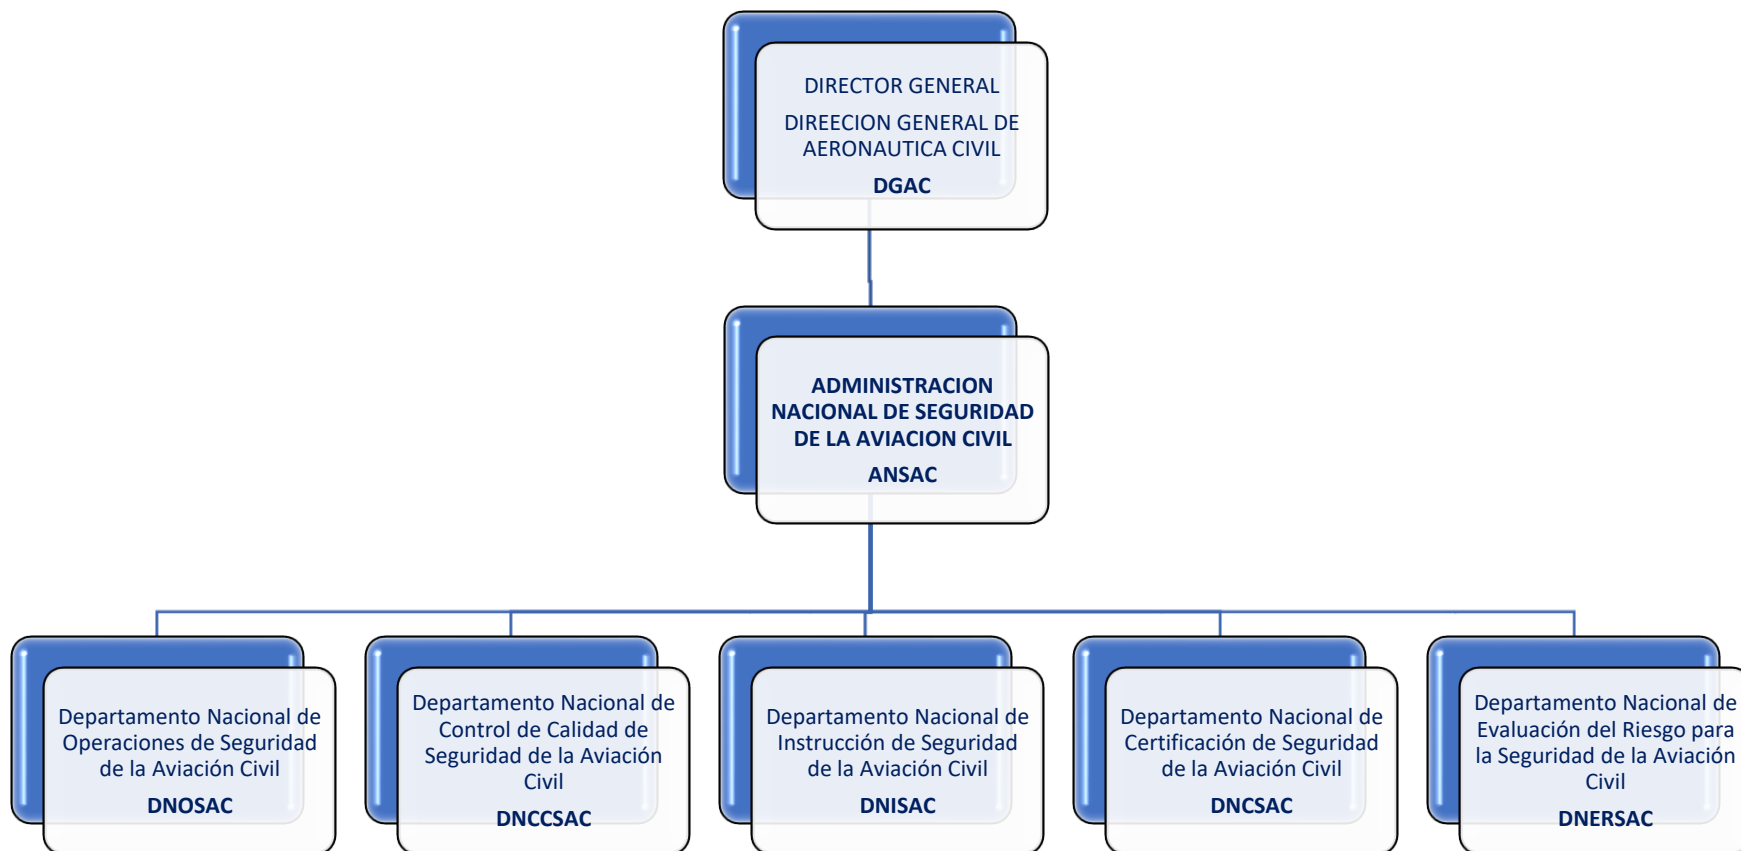 DIRECTOR GENERAL
DIREECION GENERAL DE
AERONAUTICA CIVIL
DGAC
ADMINISTRACION
NACIONAL DE SEGURIDAD
DE LA AVIACION CIVIL
ANSAC
Departamento Nacional de
Operaciones de Seguridad
de la Aviación Civil
DNOSAC
Departamento Nacional de
Control de Calidad de
Seguridad de la Aviación
Civil
DNCCSAC
Departamento Nacional de
Instrucción de Seguridad
de la Aviación Civil
DNISAC
Departamento Nacional de
Certificación de Seguridad
de la Aviación Civil
DNCSAC
Departamento Nacional de
Evaluación del Riesgo para
la Seguridad de la Aviación
Civil
DNERSAC